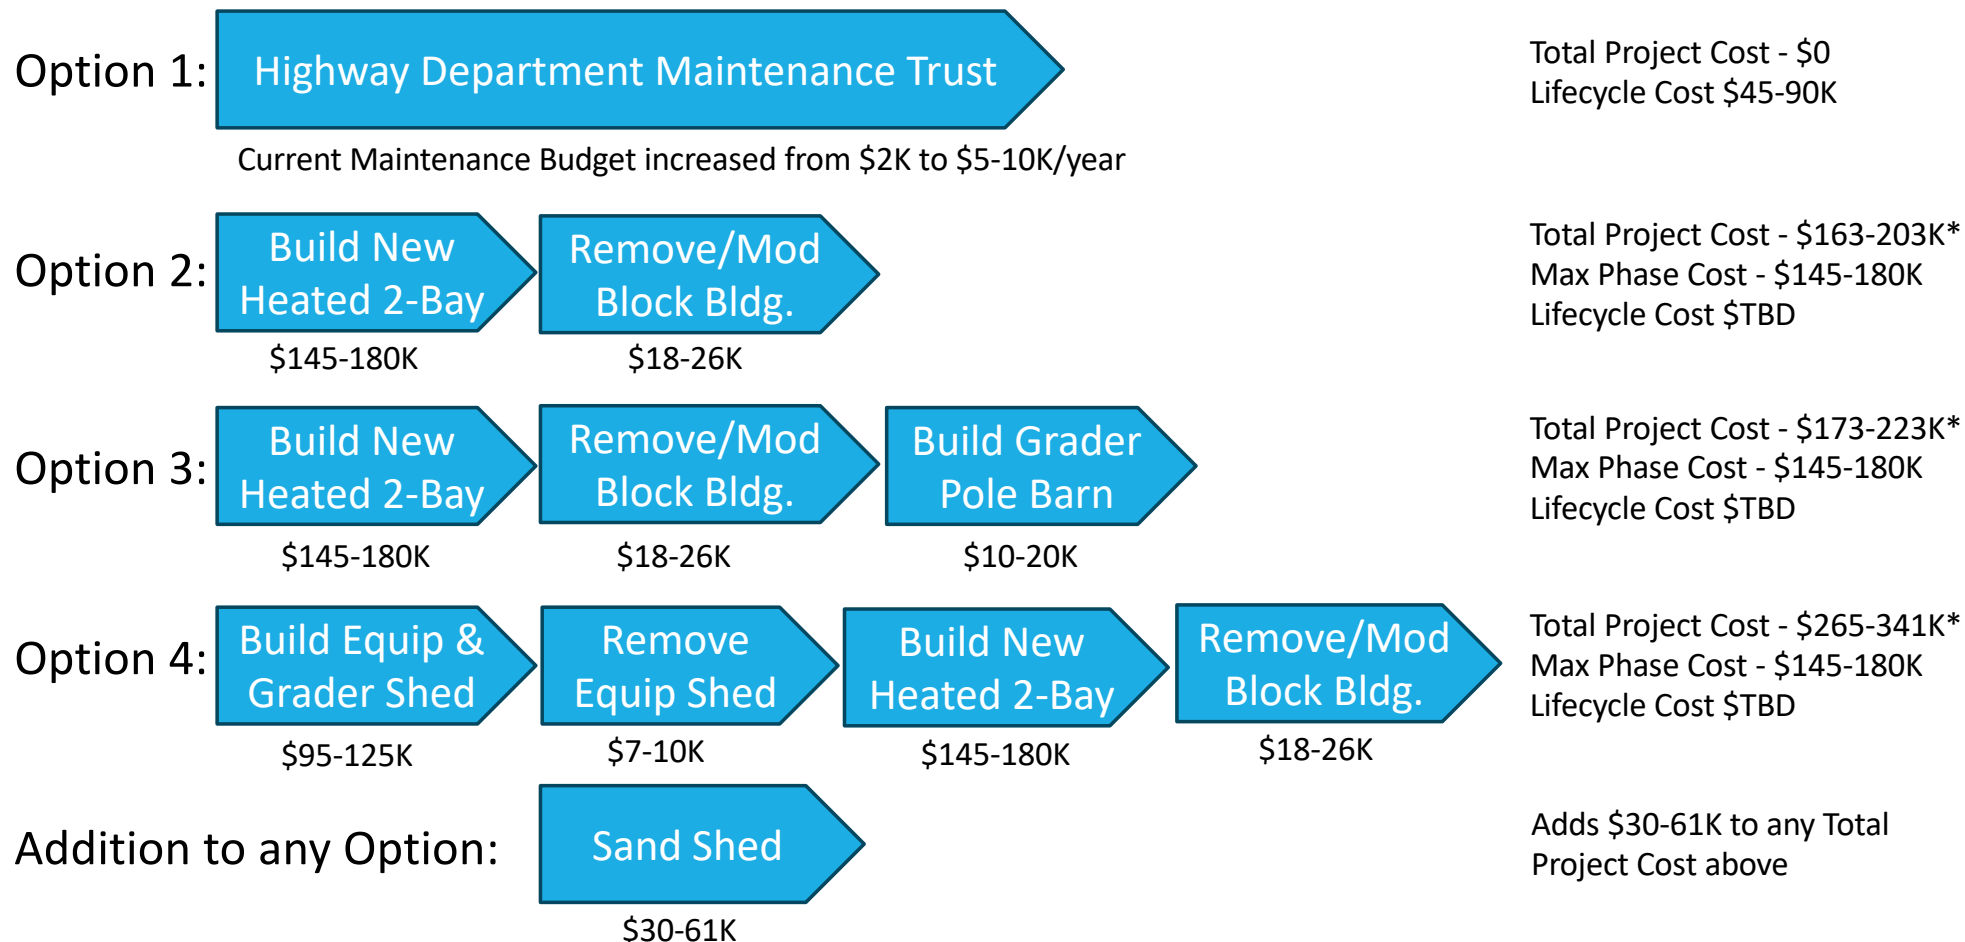 Option 1:
Highway Department Maintenance Trust
Total Project Cost - $0
Lifecycle Cost $45-90K
Current Maintenance Budget increased from $2K to $5-10K/year
Option 2:
Build New
Heated 2-Bay
$145-180K
Remove/Mod
Block Bldg.
$18-26K
Total Project Cost - $163-203K*
Max Phase Cost - $145-180K
Lifecycle Cost $TBD
Option 3:
Build New
Heated 2-Bay
$145-180K
Remove/Mod
Block Bldg.
$18-26K
Build Grader
Pole Barn
$10-20K
Total Project Cost - $173-223K*
Max Phase Cost - $145-180K
Lifecycle Cost $TBD
Option 4:
Build Equip &
Grader Shed
$95-125K
Remove
Equip Shed
$7-10K
Build New
Heated 2-Bay
$145-180K
Remove/Mod
Block Bldg.
$18-26K
Total Project Cost - $265-341K*
Max Phase Cost - $145-180K
Lifecycle Cost $TBD
Addition to any Option:
Sand Shed
$30-61K
Adds $30-61K to any Total
Project Cost above